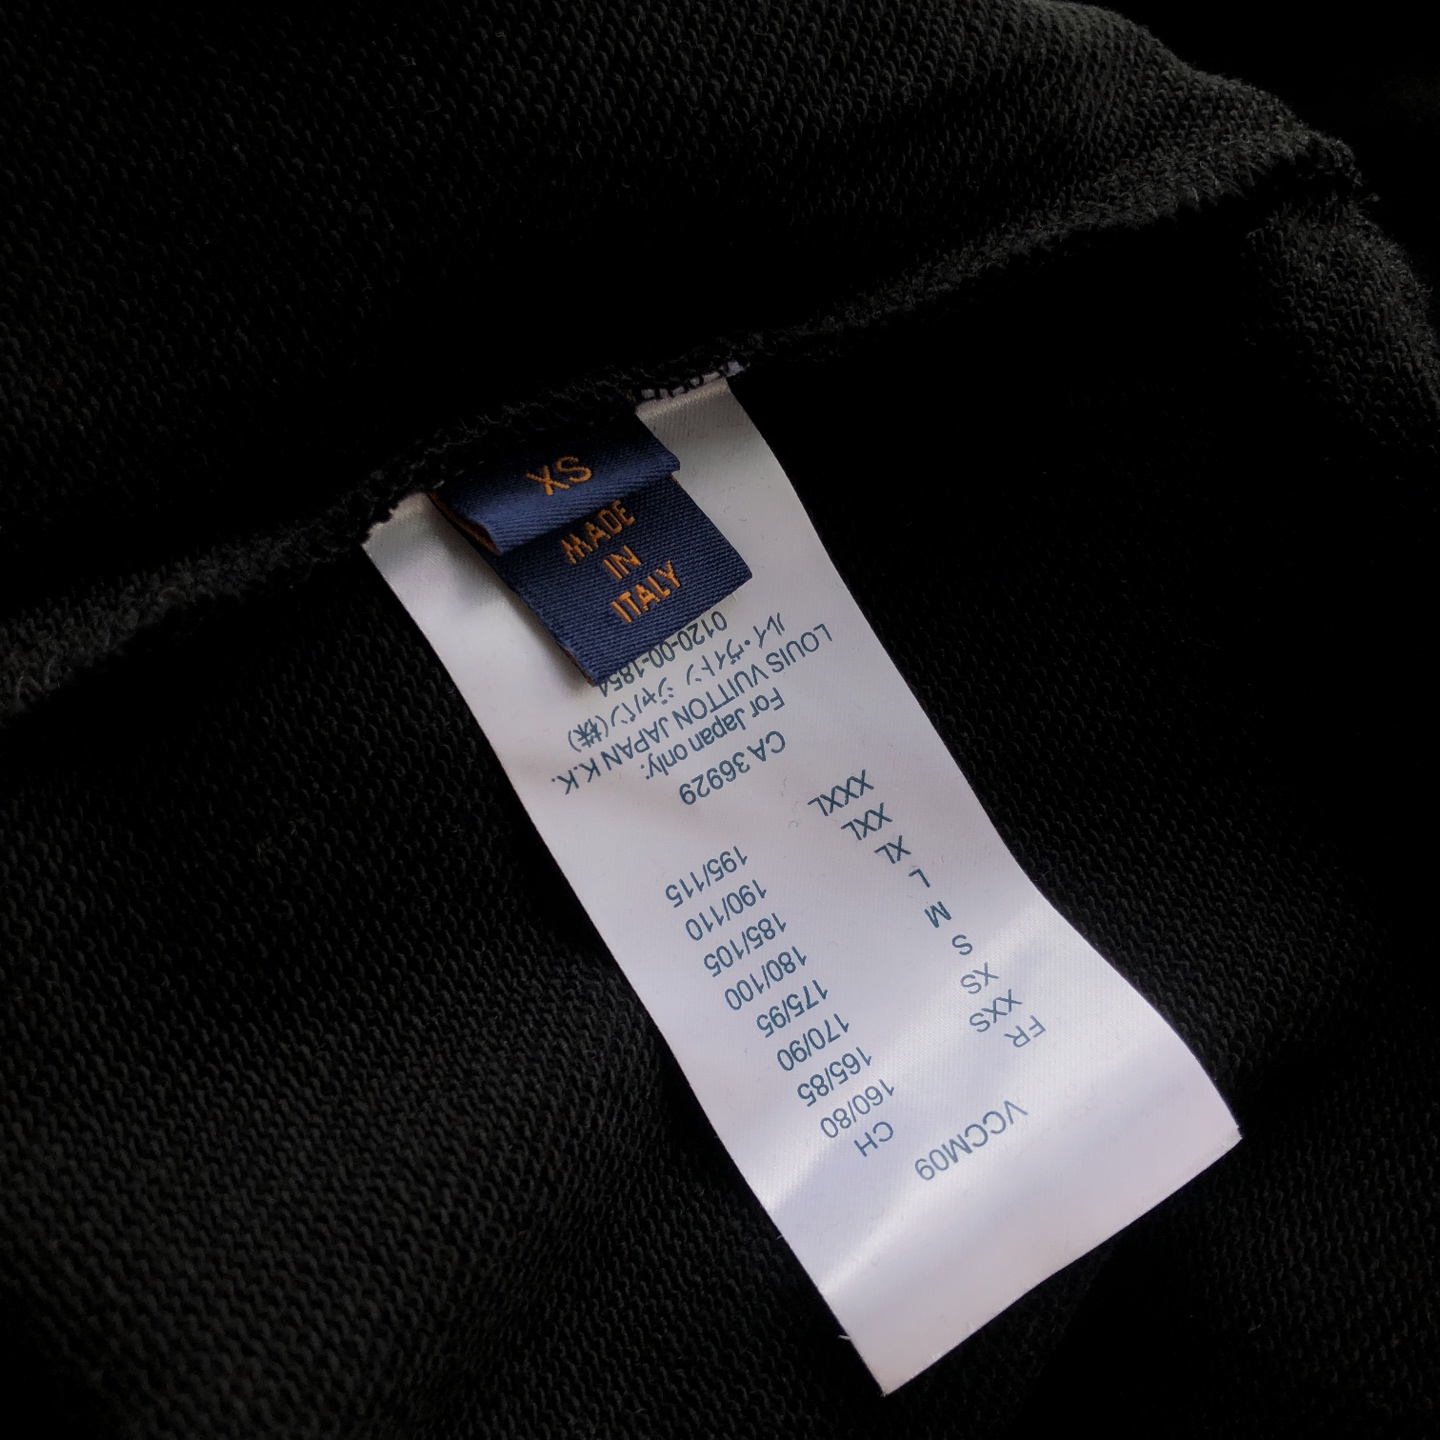 XS
MADE
IN
ITALY
VCCM09
FR CH
XXS 160/80
XS 165/85
S 170/90
M 175/95
L 180/100
XL 185/105
XXL 190/110
XXXL 195/115
CA 36929
For Japan only:
LOUIS VUITTON JAPAN K.K.
ルイ・ヴィトン ジャパン(株)
0120-00-1854